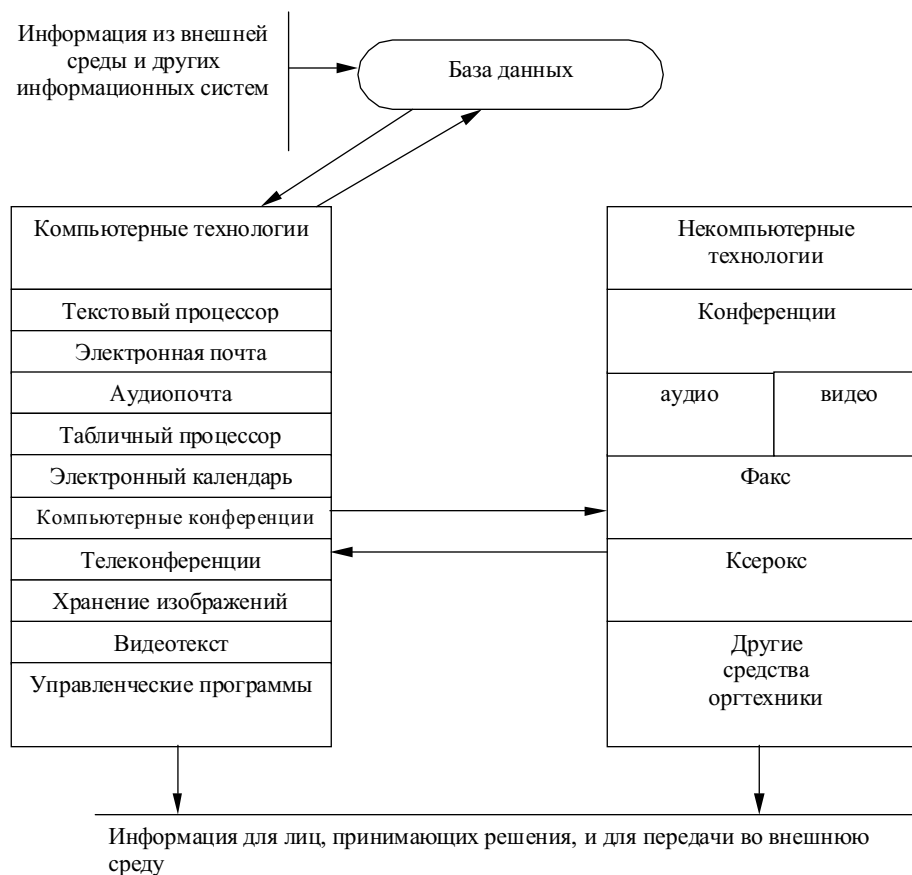 Информация из внешней
среды и других
информационных систем
База данных
Компьютерные технологии
Текстовый процессор
Электронная почта
Аудиопочта
Табличный процессор
Электронный календарь
Компьютерные конференции
Телеконференции
Хранение изображений
Видеотекст
Управленческие программы
Некомпьютерные
технологии
Конференции
аудио
видео
Факс
Ксерокс
Другие
средства
оргтехники
Информация для лиц, принимающих решения, и для передачи во внешнюю
среду